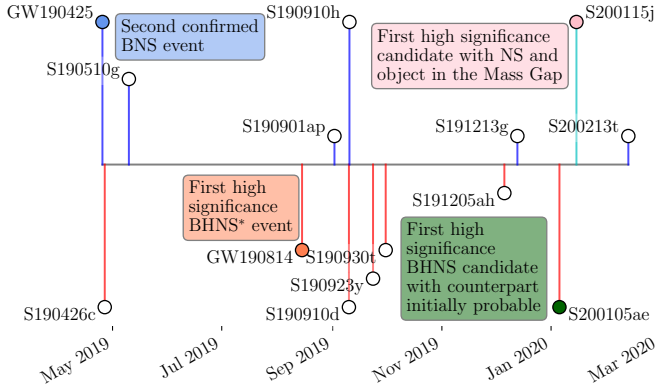 GW190425
Second confirmed
BNS event
S190910h
First high significance
candidate with NS and
object in the Mass Gap
S200115j
S190510g
S190901ap
S191213g
S200213t
First high
significance
BHNS* event
S191205ah
GW190814
S190930t
S190923y
First high
significance
BHNS candidate
with counterpart
initially probable
S190426c
S190910d
S200105ae
May 2019
Jul 2019
Sep 2019
Nov 2019
Jan 2020
Mar 2020